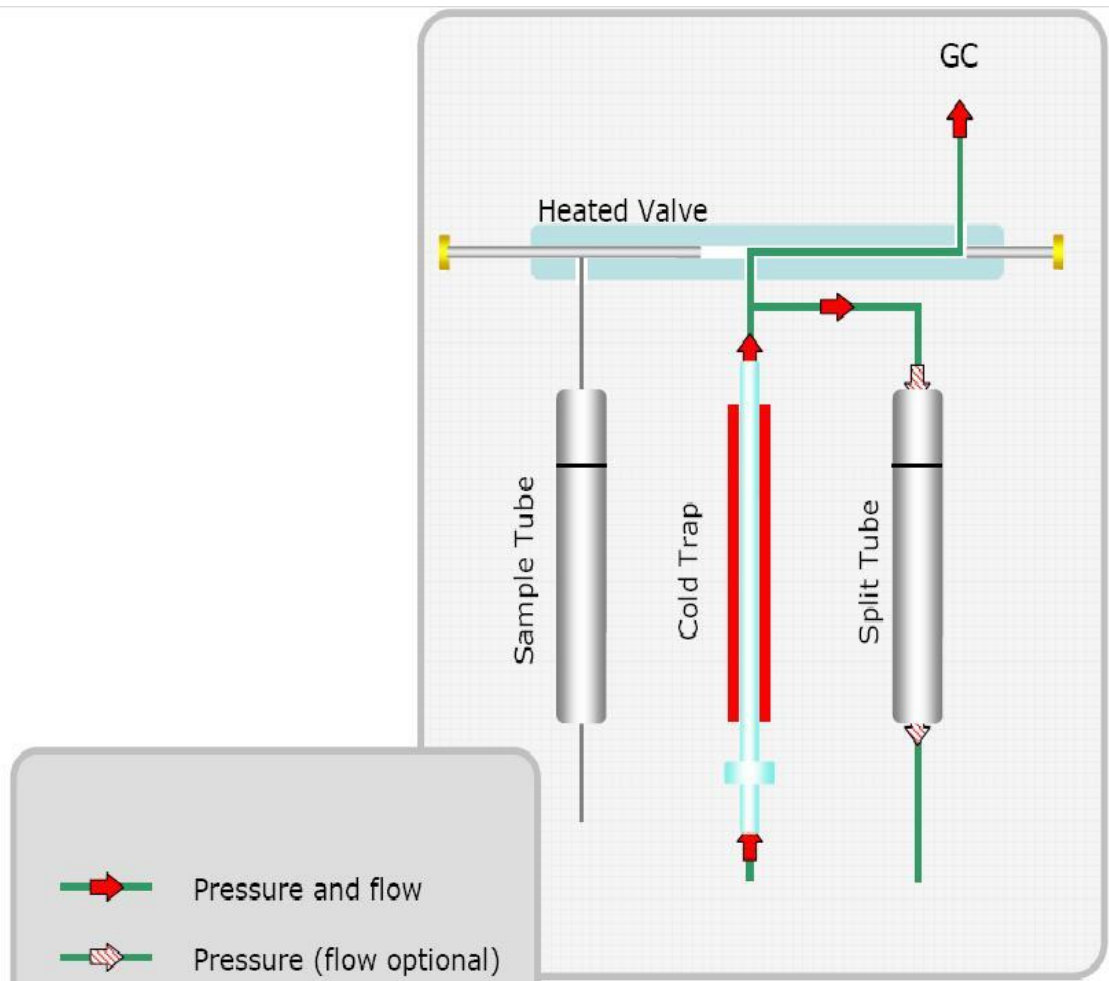 GC
Heated Valve
Sample Tube
Cold Trap
Split Tube
Pressure and flow
Pressure (flow optional)